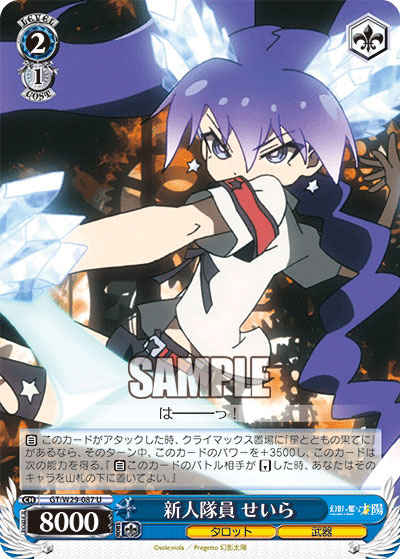 LEVEL
2
1
COST
SAMPLE
は━━━っ!
【自】 このカードがアタックした時、クライマックス置場に「星とともの果てに」
があるなら、そのターン中、このカードのパワーを+3500し、このカードは
次の能力を得る。『【自】 このカードのバトル相手が【】した時、あなたはその
キャラを山札の下に置いてよい。』
CH
GT/W29-087 U
8000
新人隊員 せいら
幻影ヲ駆ケル太陽
タロット
武器
©sole;viola / Progetto 幻影太陽